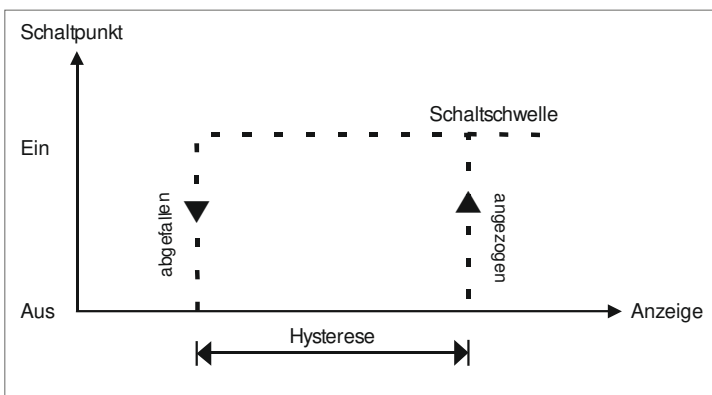 Schaltpunkt
Schaltschwelle
Ein
abgefallen
angezogen
Aus
Anzeige
Hysterese